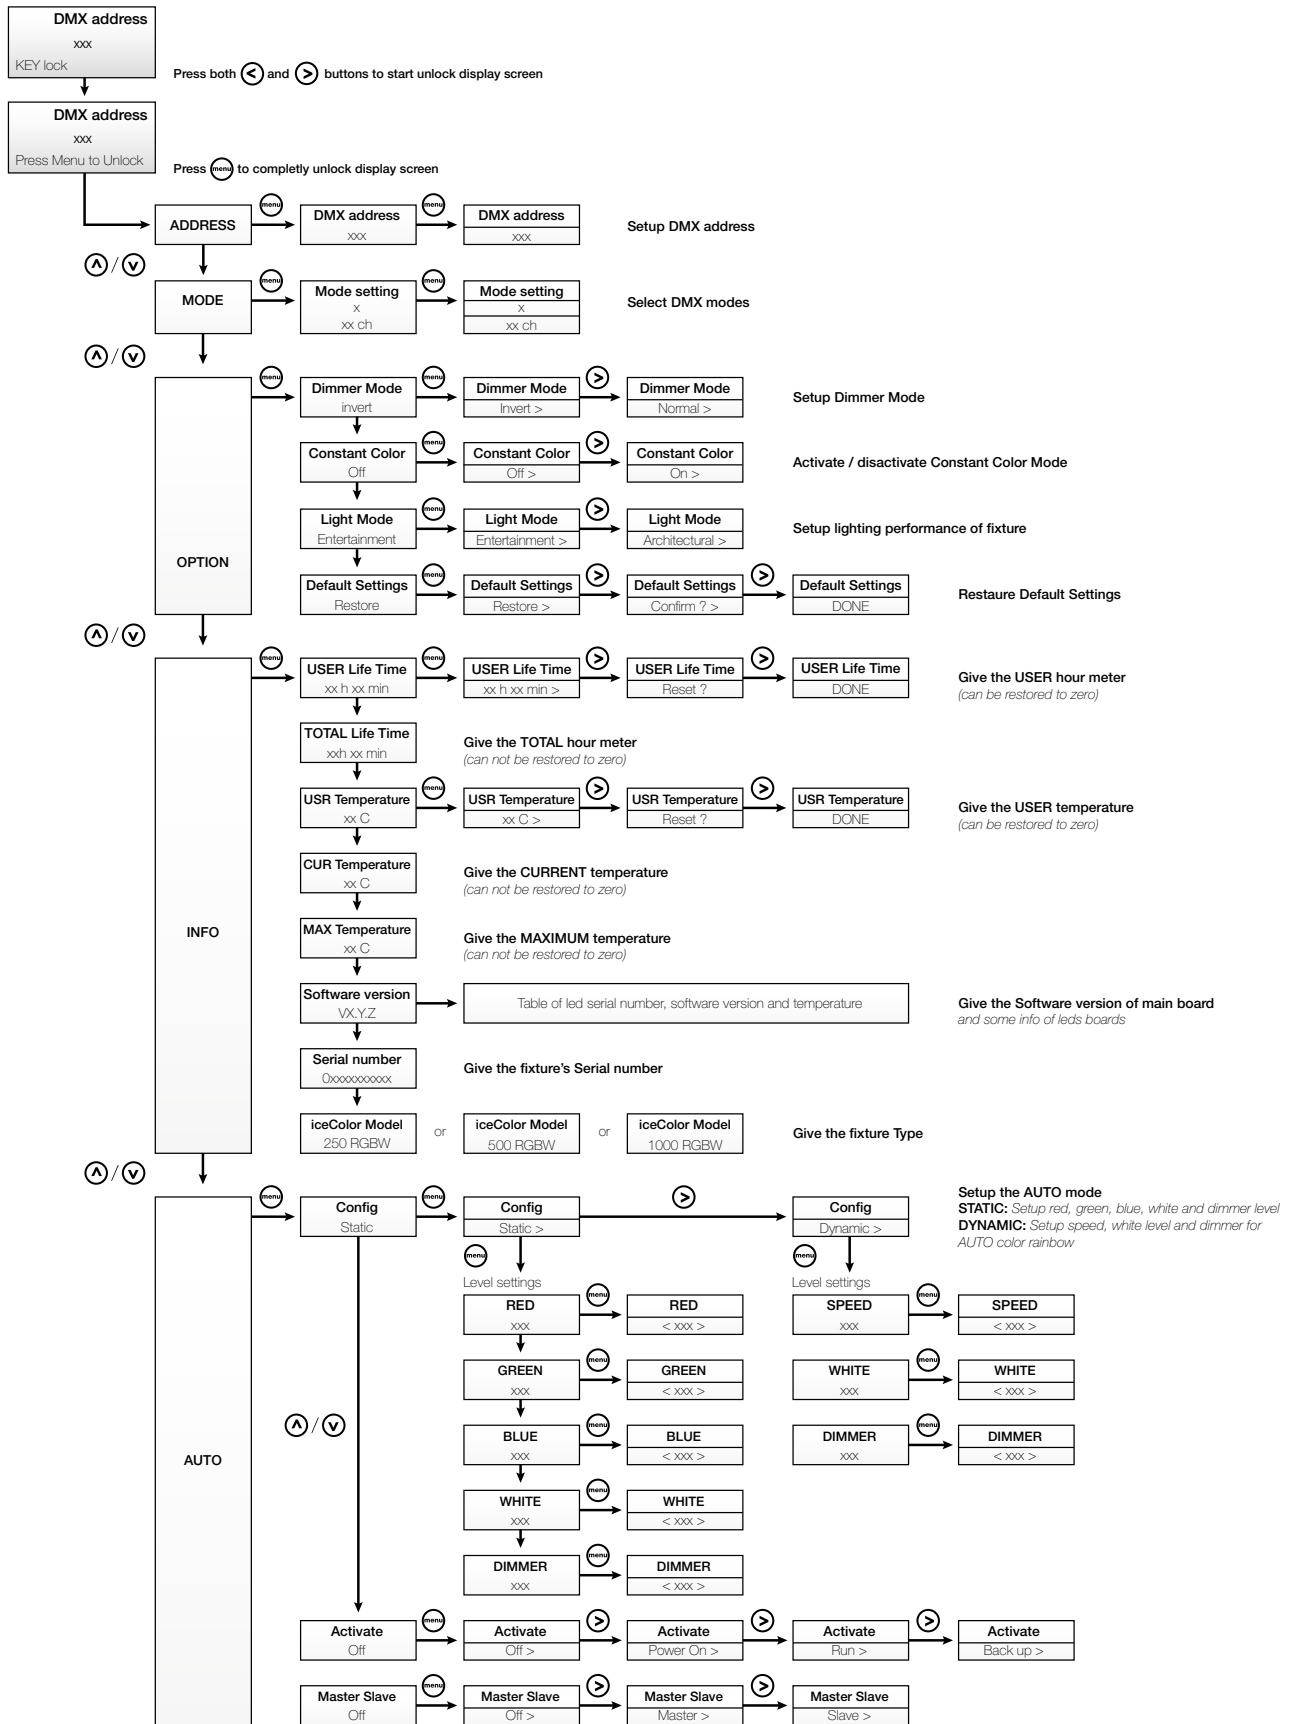 DMX address
xxx
KEY lock
Press both < and > buttons to start unlock display screen
DMX address
xxx
Press Menu to Unlock
Press menu to completly unlock display screen
menu
menu
ADDRESS
DMX address
xxx
DMX address
xxx
Setup DMX address
∧ / ∨
menu
menu
MODE
Mode setting
x
xx ch
Mode setting
x
xx ch
Select DMX modes
∧ / ∨
menu
menu
>
OPTION
Dimmer Mode
invert
Dimmer Mode
Invert >
Dimmer Mode
Normal >
Setup Dimmer Mode
menu
>
Constant Color
Off
Constant Color
Off >
Constant Color
On >
Activate / disactivate Constant Color Mode
menu
>
Light Mode
Entertainment
Light Mode
Entertainment >
Light Mode
Architectural >
Setup lighting performance of fixture
menu
>
>
Default Settings
Restore
Default Settings
Restore >
Default Settings
Confirm ? >
Default Settings
DONE
Restaure Default Settings
∧ / ∨
menu
menu
>
>
INFO
USER Life Time
xx h xx min
USER Life Time
xx h xx min >
USER Life Time
Reset ?
USER Life Time
DONE
Give the USER hour meter
(can be restored to zero)
TOTAL Life Time
xxh xx min
Give the TOTAL hour meter
(can not be restored to zero)
menu
>
>
USR Temperature
xx C
USR Temperature
xx C >
USR Temperature
Reset ?
USR Temperature
DONE
Give the USER temperature
(can be restored to zero)
CUR Temperature
xx C
Give the CURRENT temperature
(can not be restored to zero)
MAX Temperature
xx C
Give the MAXIMUM temperature
(can not be restored to zero)
Software version
VX.Y.Z
Table of led serial number, software version and temperature
Give the Software version of main board
and some info of leds boards
Serial number
0xxxxxxxxxx
Give the fixture's Serial number
iceColor Model
250 RGBW
or
iceColor Model
500 RGBW
or
iceColor Model
1000 RGBW
Give the fixture Type
∧ / ∨
menu
menu
>
AUTO
Config
Static
Config
Static >
Config
Dynamic >
Setup the AUTO mode
STATIC: Setup red, green, blue, white and dimmer level
DYNAMIC: Setup speed, white level and dimmer for
AUTO color rainbow
menu
Level settings
menu
Level settings
RED
xxx
menu
RED
< xxx >
SPEED
xxx
menu
SPEED
< xxx >
GREEN
xxx
menu
GREEN
< xxx >
WHITE
xxx
menu
WHITE
< xxx >
∧ / ∨
BLUE
xxx
menu
BLUE
< xxx >
DIMMER
xxx
menu
DIMMER
< xxx >
WHITE
xxx
menu
WHITE
< xxx >
DIMMER
xxx
menu
DIMMER
< xxx >
menu
>
>
>
Activate
Off
Activate
Off >
Activate
Power On >
Activate
Run >
Activate
Back up >
menu
>
>
Master Slave
Off
Master Slave
Off >
Master Slave
Master >
Master Slave
Slave >